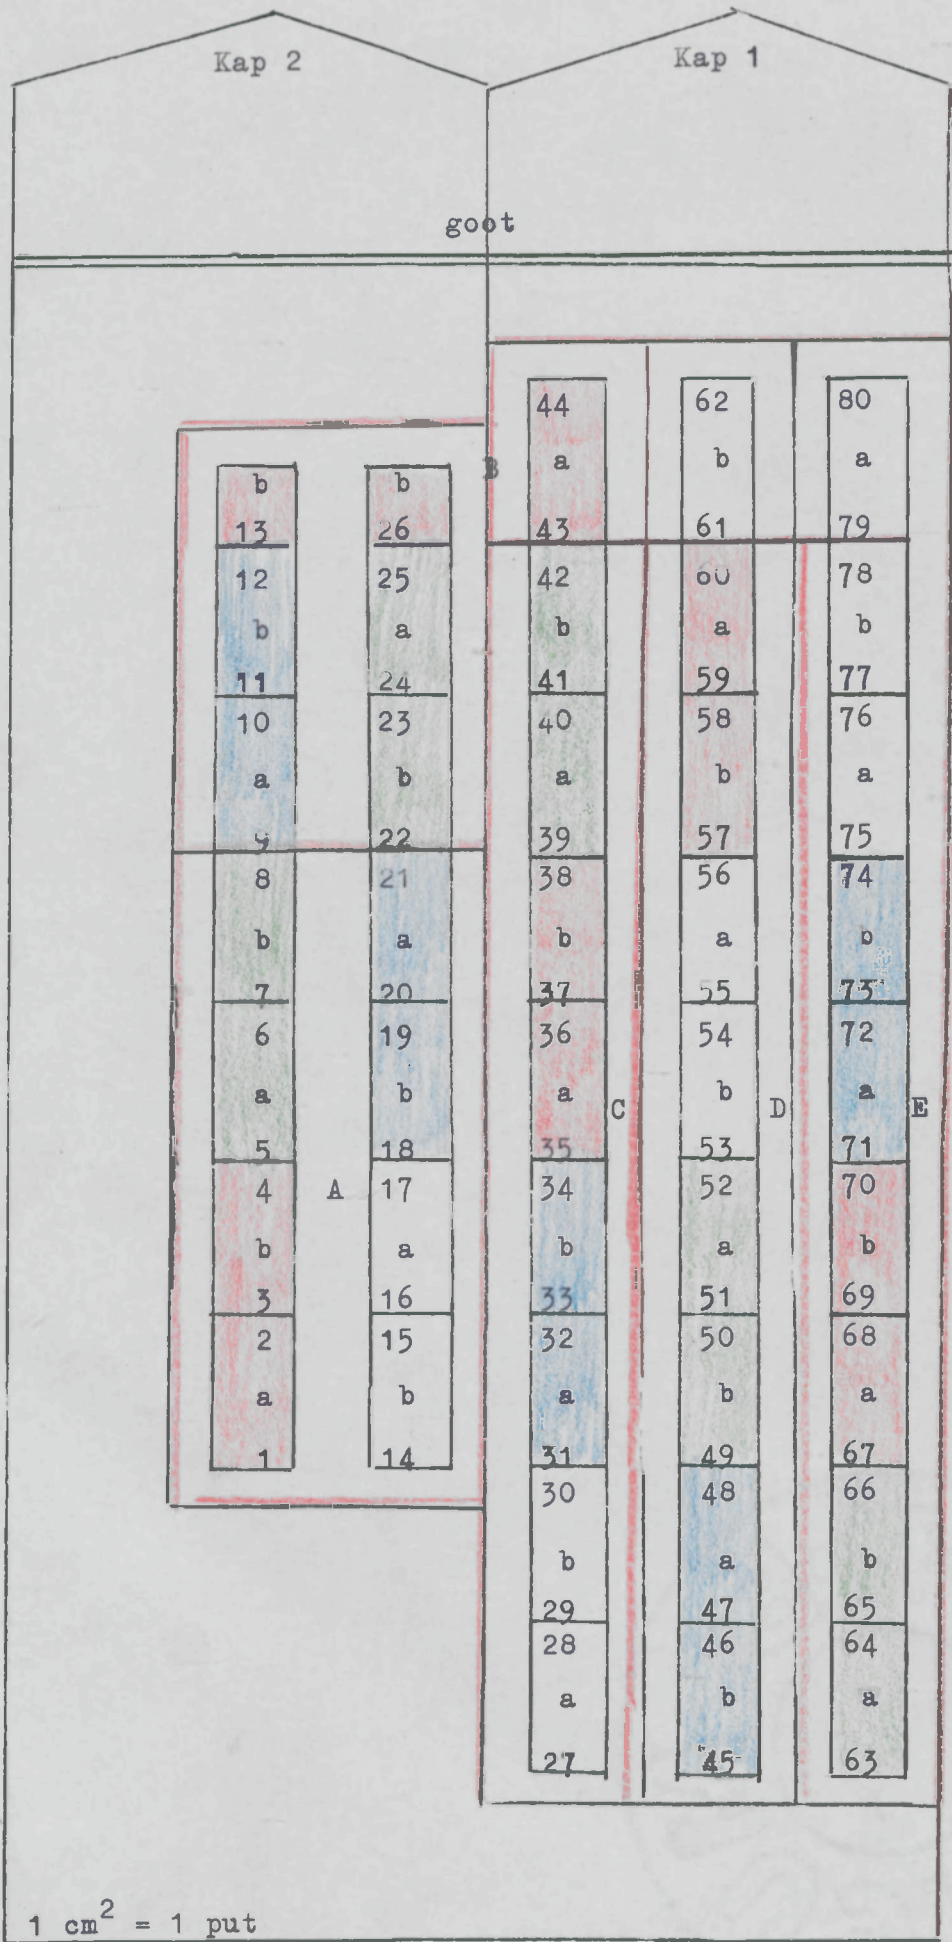 Kap 2 Kap 1
goot
44 62 80
a b a
B
b b
13 26 43 61 79
12 25 42 60 78
b a b a b
11 24 41 59 77
10 23 40 58 76
a b a b a
9 22 39 57 75
8 21 38 56 74
b a b a b
7 20 37 55 73
6 19 36 54 72
a b a b a
C D E
5 18 35 53 71
4 A 17 34 52 70
b a b a b
3 16 33 51 69
2 15 32 50 68
a b a b a
1 14 31 49 67
30 48 66
b a b
29 47 65
28 46 64
a b a
27 45 63
1 cm² = 1 put